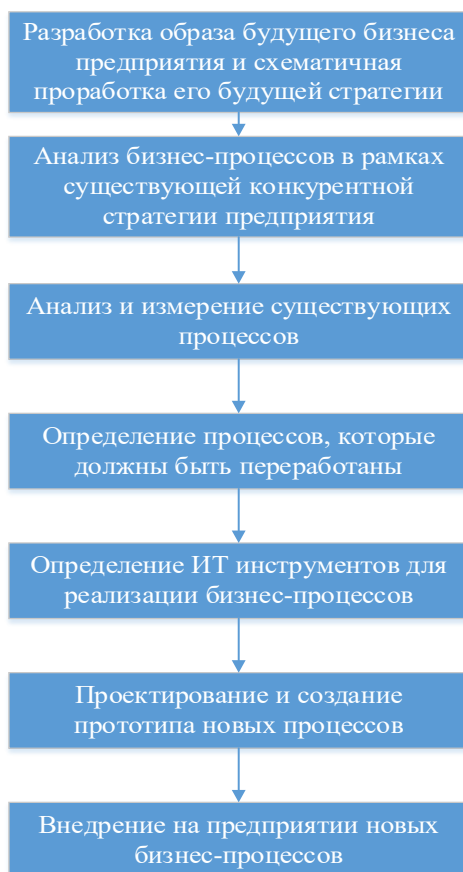 Разработка образа будущего бизнеса
предприятия и схематичная
проработка его будущей стратегии
Анализ бизнес-процессов в рамках
существующей конкурентной
стратегии предприятия
Анализ и измерение существующих
процессов
Определение процессов, которые
должны быть переработаны
Определение ИТ инструментов для
реализации бизнес-процессов
Проектирование и создание
прототипа новых процессов
Внедрение на предприятии новых
бизнес-процессов